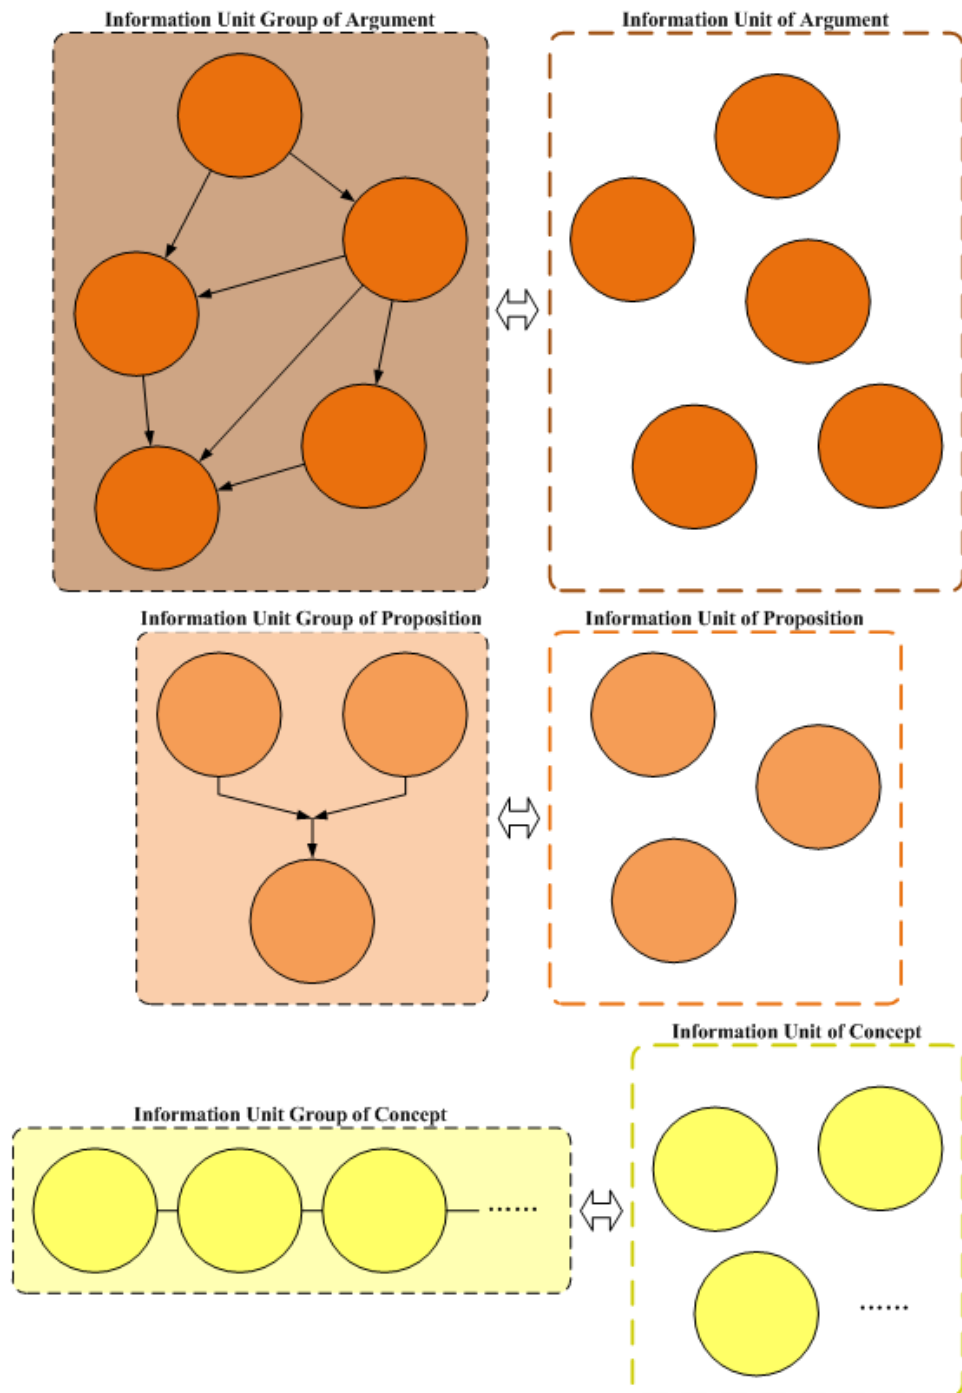 Information Unit Group of Argument
Information Unit of Argument
Information Unit Group of Proposition
Information Unit of Proposition
Information Unit of Concept
Information Unit Group of Concept
......
......